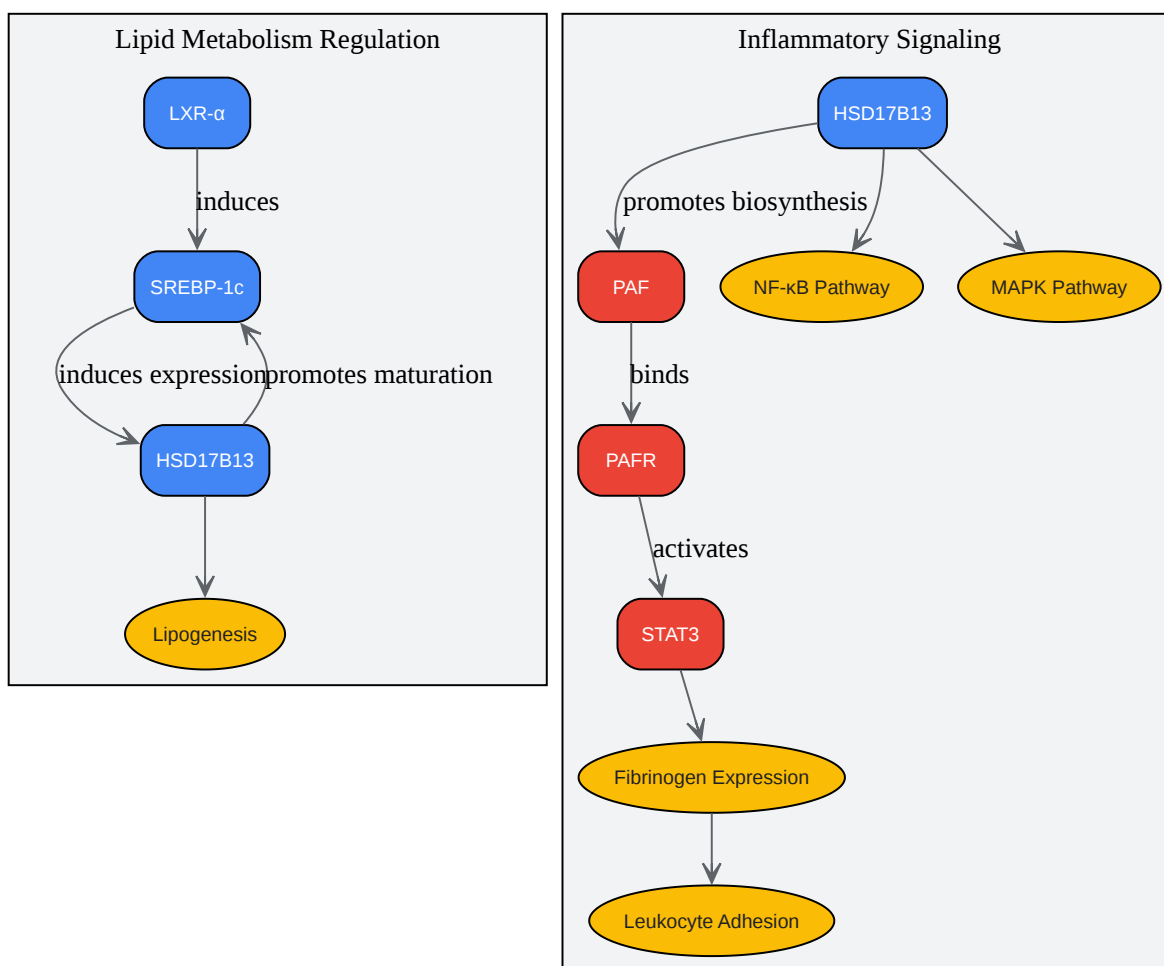 Lipid Metabolism Regulation
LXR-α
induces
SREBP-1c
induces expression
promotes maturation
HSD17B13
Lipogenesis
Inflammatory Signaling
HSD17B13
promotes biosynthesis
PAF
NF-κB Pathway
MAPK Pathway
binds
PAFR
activates
STAT3
Fibrinogen Expression
Leukocyte Adhesion